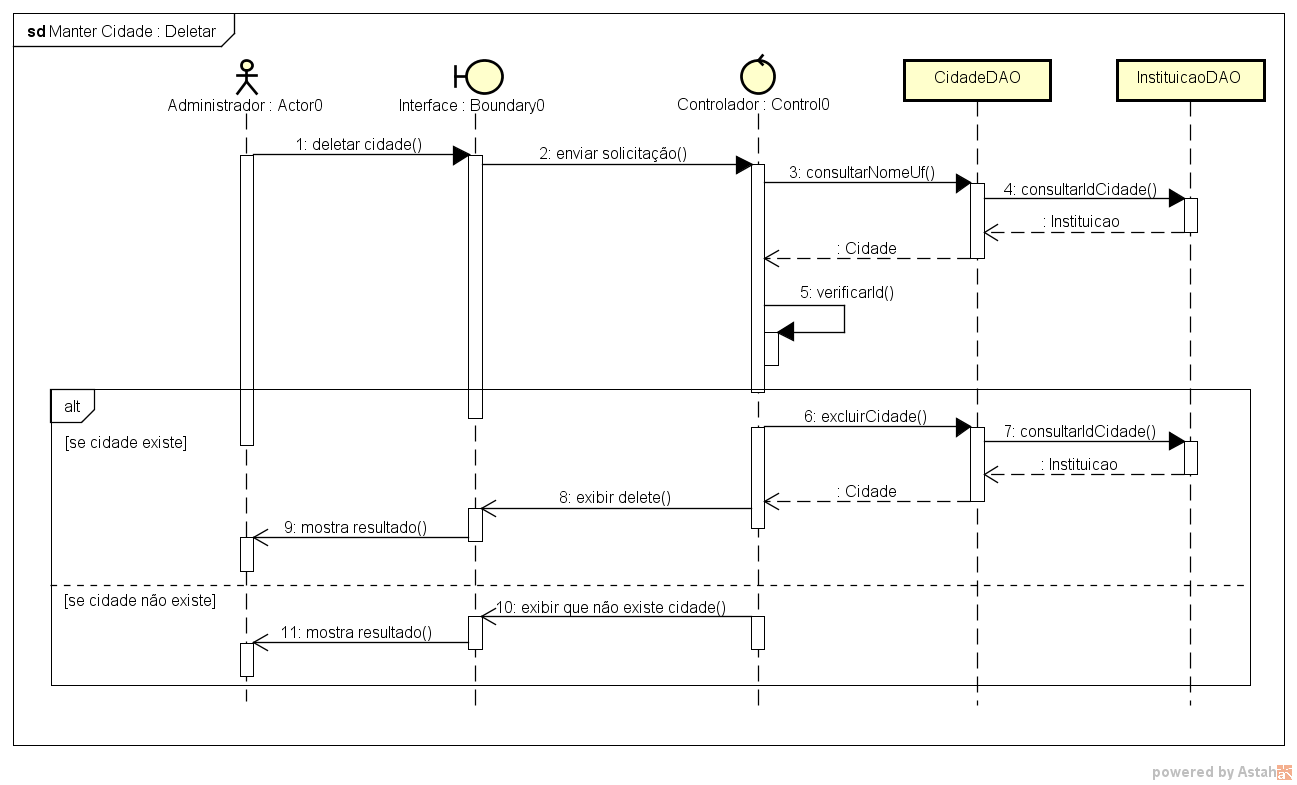 sd Manter Cidade : Deletar
Administrador : Actor0
Interface : Boundary0
Controlador : Control0
CidadeDAO
InstituicaoDAO
1: deletar cidade()
2: enviar solicitação()
3: consultarNomeUf()
4: consultarIdCidade()
: Instituicao
: Cidade
5: verificarId()
alt
[se cidade existe]
6: excluirCidade()
7: consultarIdCidade()
: Instituicao
: Cidade
8: exibir delete()
9: mostra resultado()
[se cidade não existe]
10: exibir que não existe cidade()
11: mostra resultado()
powered by Astah